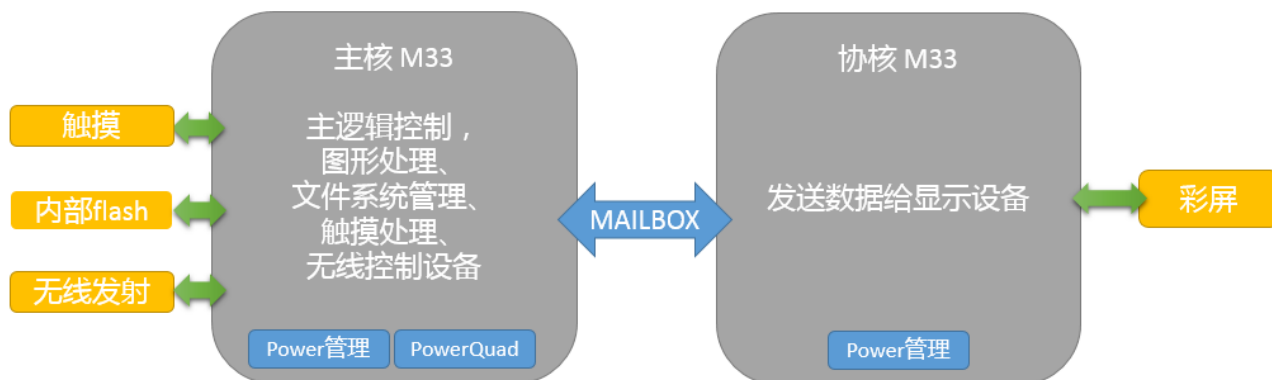 主核 M33
触摸
内部flash
无线发射
主逻辑控制，
图形处理、
文件系统管理、
触摸处理、
无线控制设备
Power管理
PowerQuad
MAILBOX
协核 M33
发送数据给显示设备
Power管理
彩屏